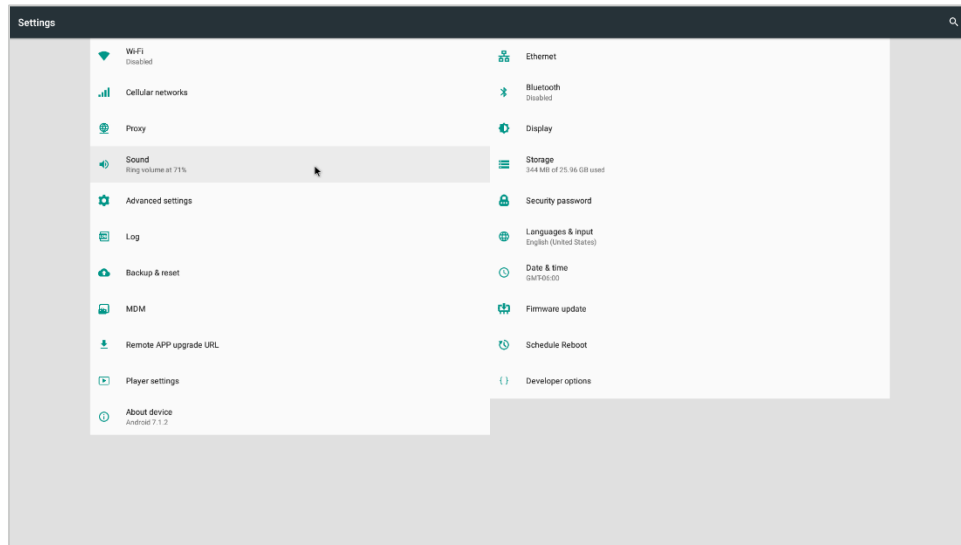 Settings
Wi-Fi
Disabled
Cellular networks
Proxy
Sound
Ring volume at 71%
Advanced settings
Log
Backup & reset
MDM
Remote APP upgrade URL
Player settings
About device
Android 7.1.2
Ethernet
Bluetooth
Disabled
Display
Storage
344 MB of 25.96 GB used
Security password
Languages & input
English (United States)
Date & time
GMT-06:00
Firmware update
Schedule Reboot
Developer options